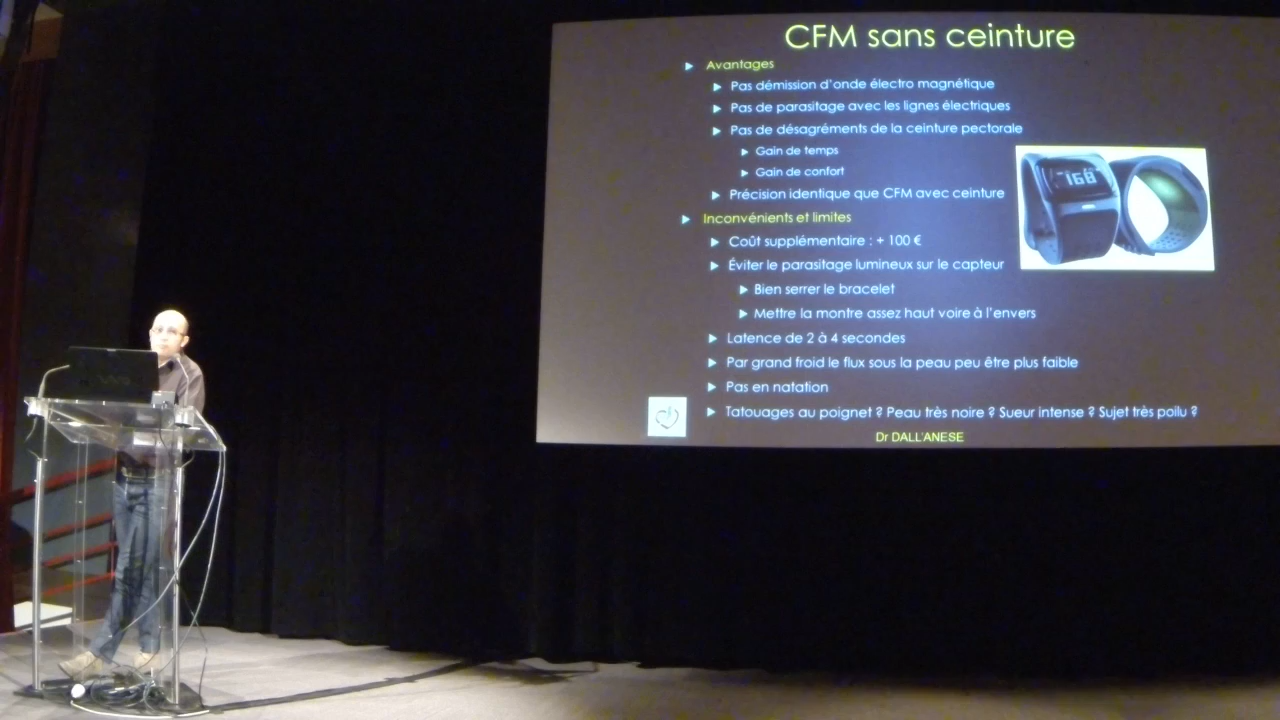 CFM sans ceinture
Avantages
Pas démission d'onde électro magnétique
Pas de parasitage avec les lignes électriques
Pas de désagréments de la ceinture pectorale
Gain de temps
Gain de confort
Précision identique que CFM avec ceinture
168
Inconvénients et limites
Coût supplémentaire : + 100 €
Éviter le parasitage lumineux sur le capteur
Bien serrer le bracelet
Mettre la montre assez haut voire à l'envers
Latence de 2 à 4 secondes
Par grand froid le flux sous la peau peu être plus faible
Pas en natation
Tatouages au poignet ? Peau très noire ? Sueur intense ? Sujet très poilu ?
Dr DALL'ANESE